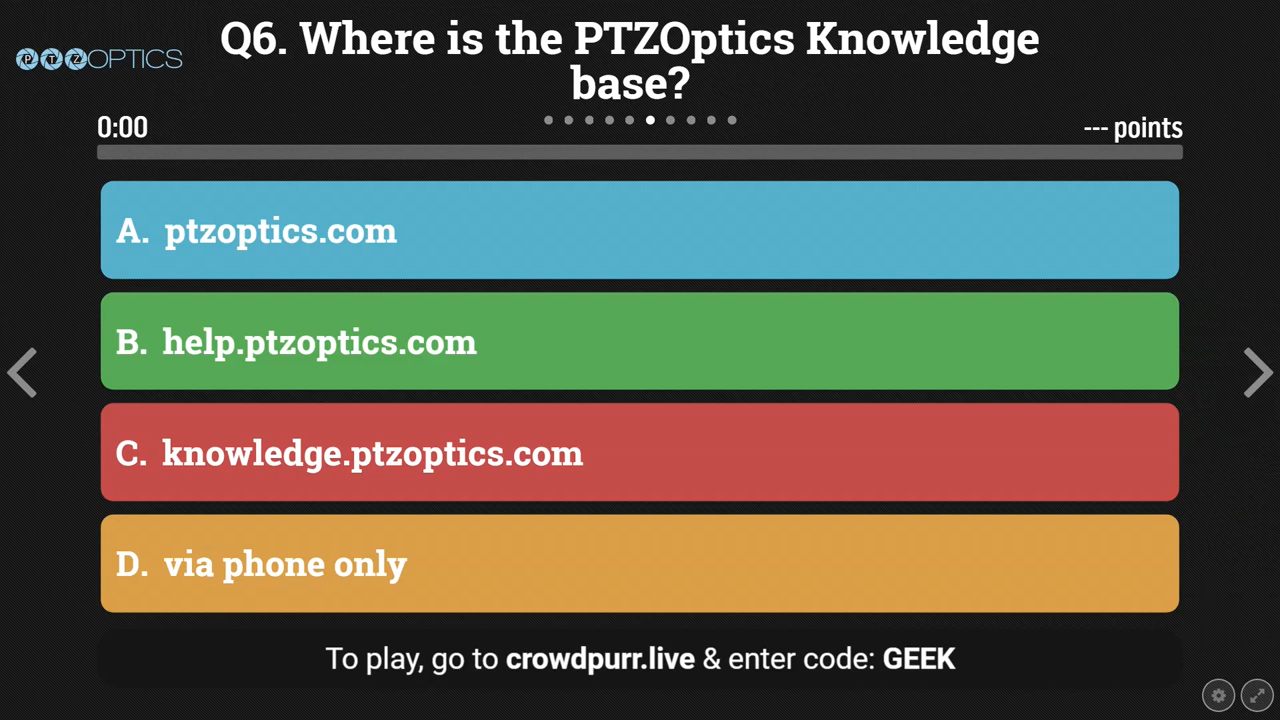 PTZOPTICS
Q6. Where is the PTZOptics Knowledge
base?
0:00
--- points
A. ptzoptics.com
B. help.ptzoptics.com
C. knowledge.ptzoptics.com
D. via phone only
To play, go to crowdpurr.live & enter code: GEEK